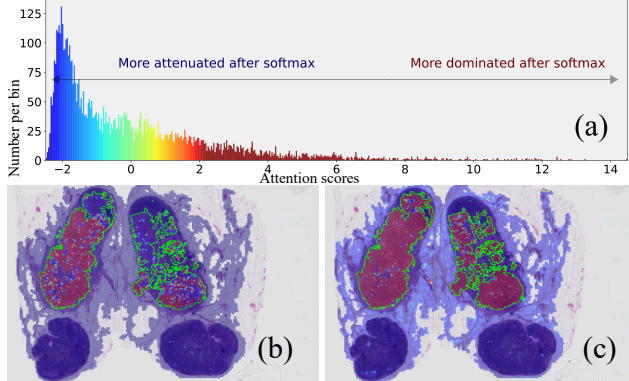 125
100
75
50
25
0
Number per bin
More attenuated after softmax
More dominated after softmax
(a)
−2 0 2 4 6 8 10 12 14
Attention scores
(b)
(c)